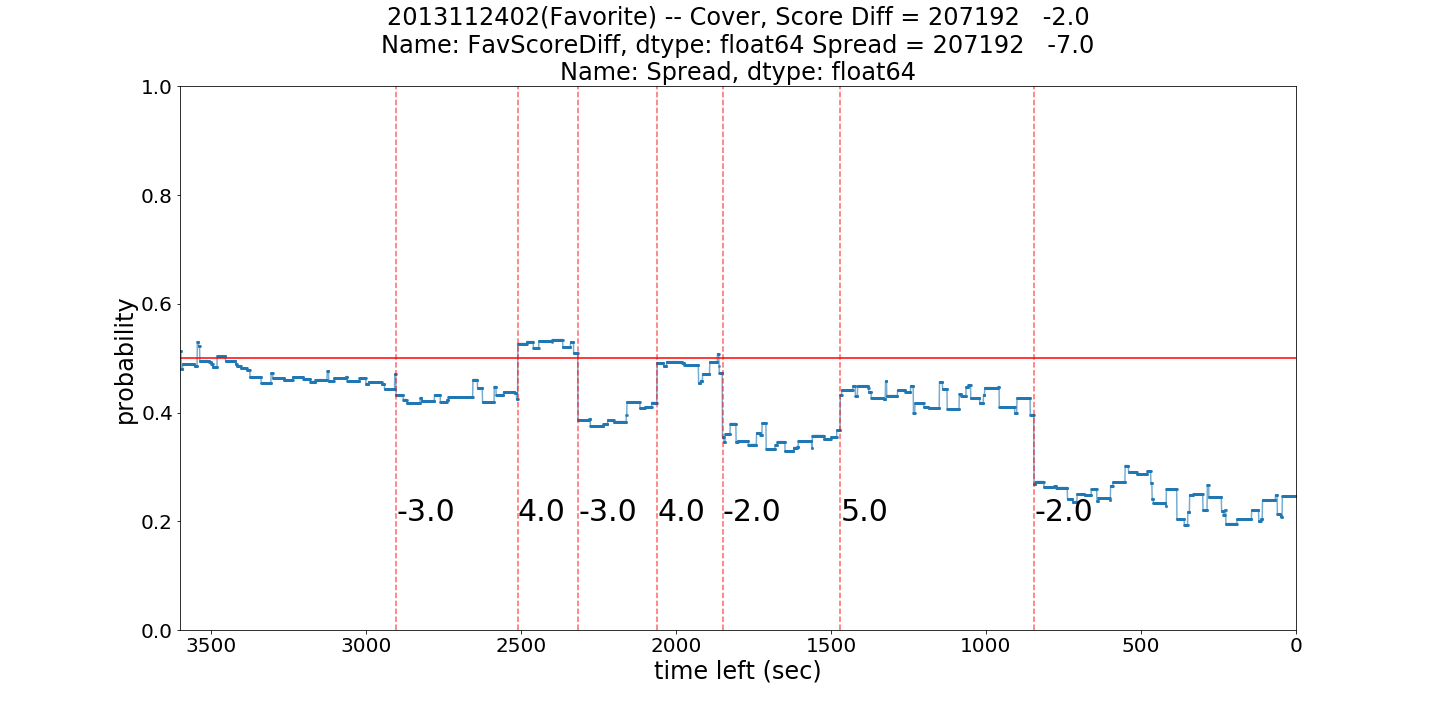 2013112402(Favorite) -- Cover, Score Diff = 207192   -2.0
Name: FavScoreDiff, dtype: float64 Spread = 207192   -7.0
Name: Spread, dtype: float64
1.0
0.8
0.6
0.4
0.2
0.0
probability
-3.0 4.0 -3.0 4.0 -2.0 5.0 -2.0
3500 3000 2500 2000 1500 1000 500 0
time left (sec)